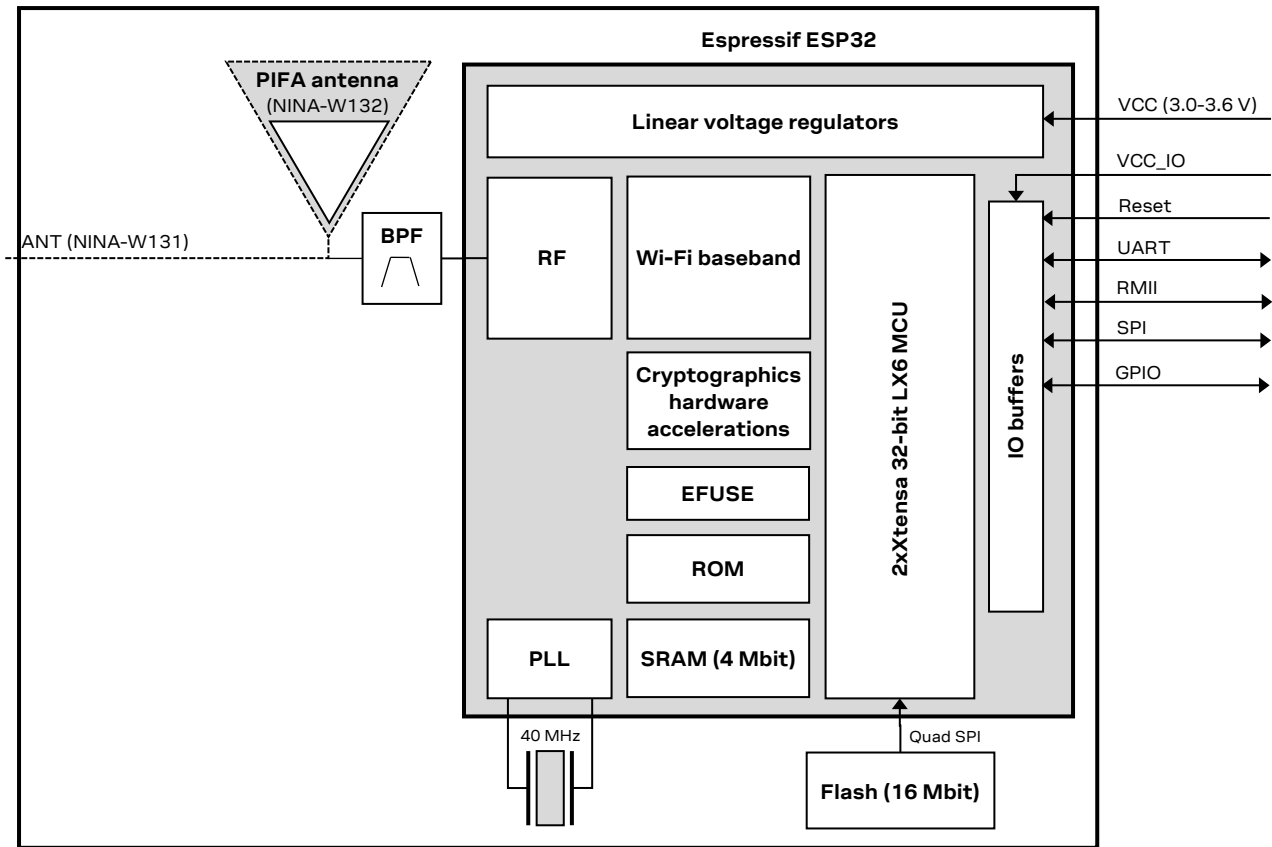 Espressif ESP32
PIFA antenna
(NINA-W132)
Linear voltage regulators
VCC (3.0-3.6 V)
VCC_IO
Reset
ANT (NINA-W131)
BPF
RF
Wi-Fi baseband
UART
RMII
SPI
GPIO
Cryptographics
hardware
accelerations
2xXtensa 32-bit LX6 MCU
IO buffers
EFUSE
ROM
PLL
SRAM (4 Mbit)
40 MHz
Quad SPI
Flash (16 Mbit)